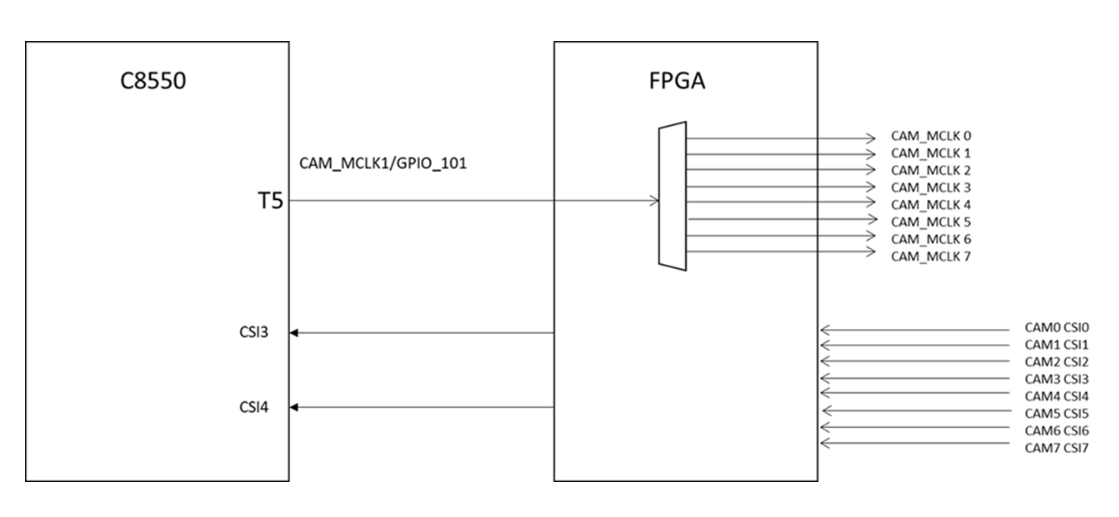 C8550
FPGA
CAM_MCLK1/GPIO_101
T5
CAM_MCLK 0
CAM_MCLK 1
CAM_MCLK 2
CAM_MCLK 3
CAM_MCLK 4
CAM_MCLK 5
CAM_MCLK 6
CAM_MCLK 7
CSI3
CSI4
CAM0 CSI0
CAM1 CSI1
CAM2 CSI2
CAM3 CSI3
CAM4 CSI4
CAM5 CSI5
CAM6 CSI6
CAM7 CSI7